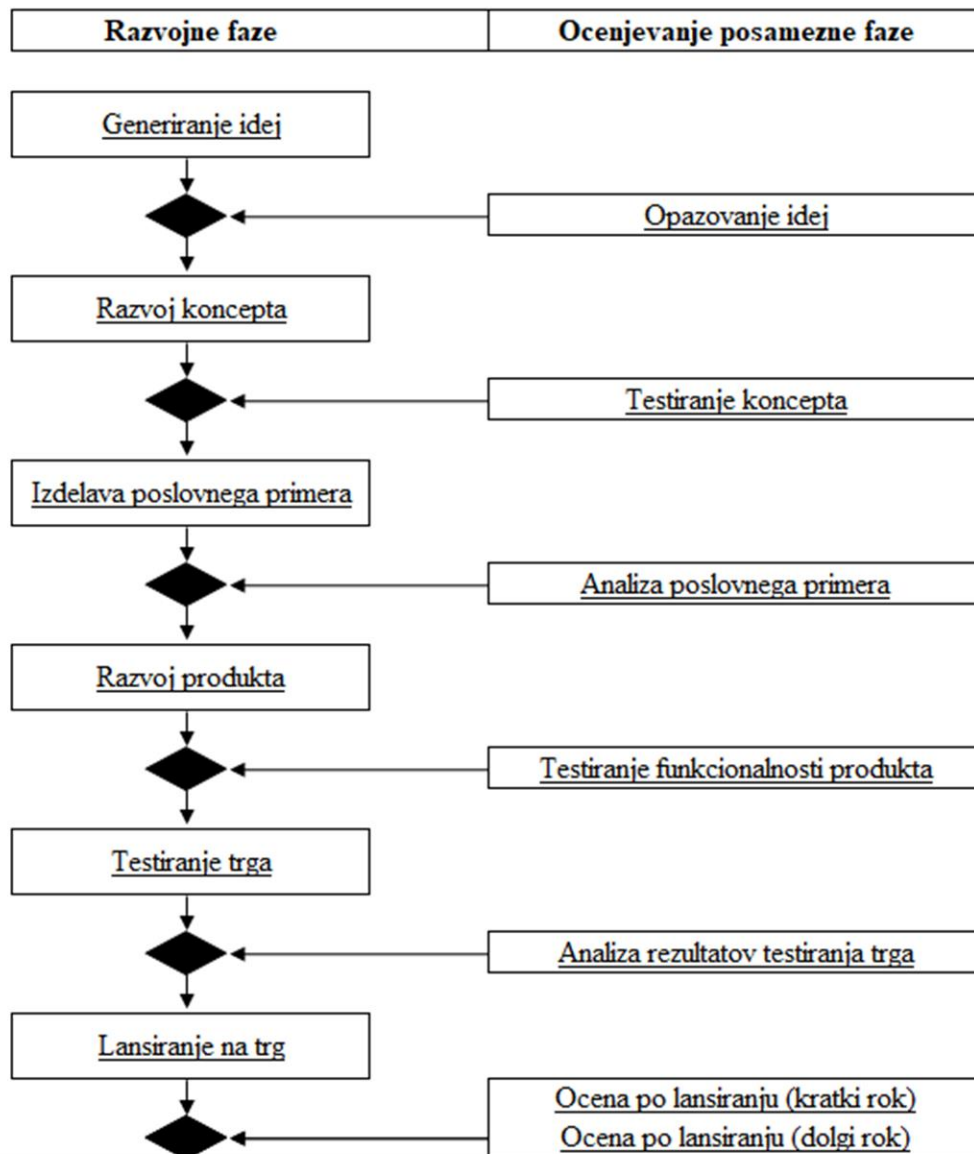 Razvojne faze
Ocenjevanje posamezne faze
Generiranje idej
Opazovanje idej
Razvoj koncepta
Testiranje koncepta
Izdelava poslovnega primera
Analiza poslovnega primera
Razvoj produkta
Testiranje funkcionalnosti produkta
Testiranje trga
Analiza rezultatov testiranja trga
Lansiranje na trg
Ocena po lansiranju (kratki rok)
Ocena po lansiranju (dolgi rok)